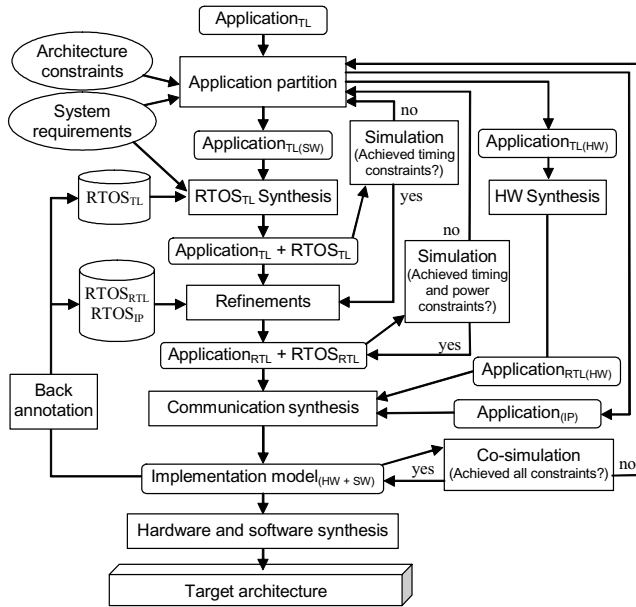 Application_TL
Architecture
constraints
Application partition
System
requirements
no
Application_TL(SW)
Simulation
(Achieved timing
constraints?)
Application_TL(HW)
RTOS_TL
RTOS_TL Synthesis
yes
HW Synthesis
no
Application_TL + RTOS_TL
Simulation
(Achieved timing
and power
constraints?)
RTOS_RTL
RTOS_IP
Refinements
yes
Application_RTL + RTOS_RTL
Application_RTL(HW)
Back
annotation
Communication synthesis
Application_(IP)
Implementation model_(HW + SW)
yes
Co-simulation
(Achieved all constraints?)
no
Hardware and software synthesis
Target architecture